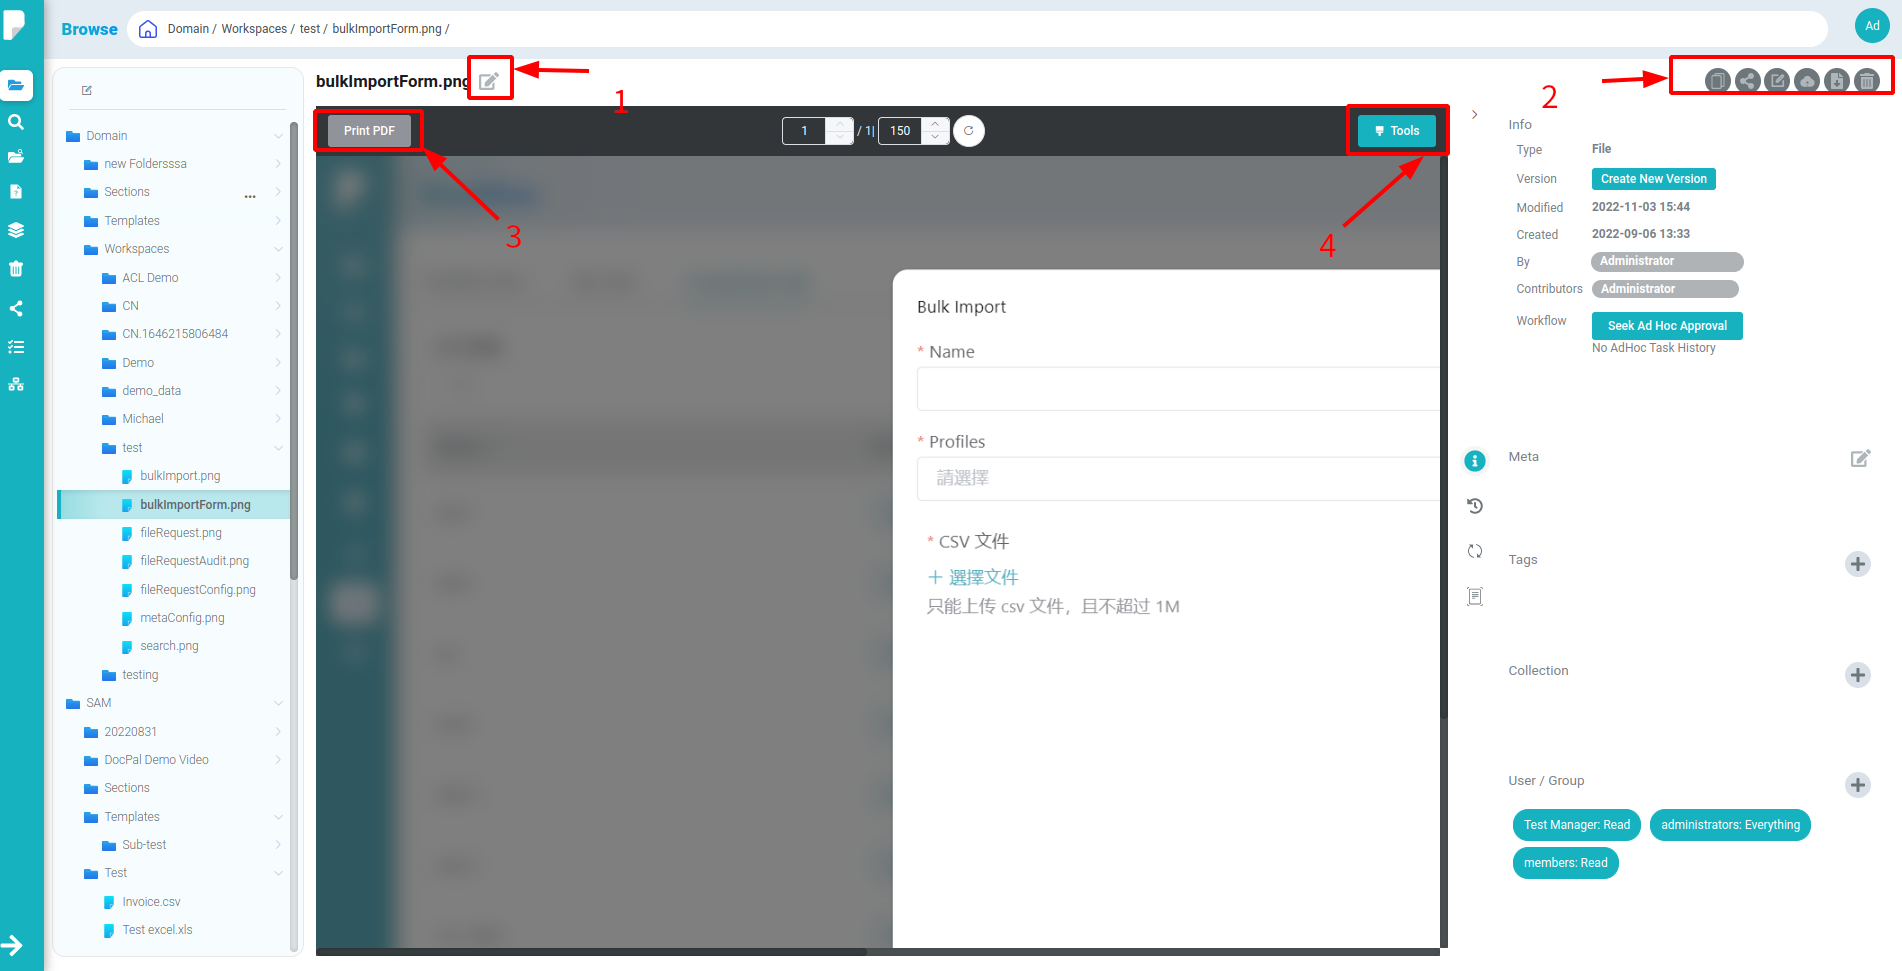 Browse
Domain / Workspaces / test / bulkImportForm.png /
Ad
bulkImportForm.png
1
2
Domain
new Foldersssa
Sections
...
Templates
Workspaces
ACL Demo
CN
CN.1646215806484
Demo
demo_data
Michael
test
bulkImport.png
bulkImportForm.png
fileRequest.png
fileRequestAudit.png
fileRequestConfig.png
metaConfig.png
search.png
testing
SAM
20220831
DocPal Demo Video
Sections
Templates
Sub-test
Test
Invoice.csv
Test excel.xls
Print PDF
1 / 1| 150
Tools
3
4
Bulk Import
* Name
* Profiles
請選擇
* CSV 文件
+ 選擇文件
只能上传 csv 文件，且不超过 1M
Info
Type File
Version Create New Version
Modified 2022-11-03 15:44
Created 2022-09-06 13:33
By Administrator
Contributors Administrator
Workflow Seek Ad Hoc Approval
No AdHoc Task History
Meta
Tags
Collection
User / Group
Test Manager: Read administrators: Everything
members: Read